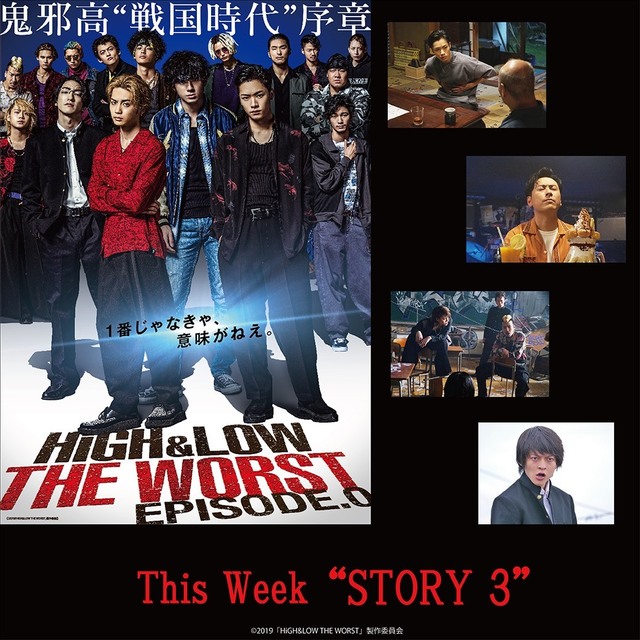 鬼邪高“戦国時代”序章
1番じゃなきゃ、
意味がねえ。
HiGH&LOW
THE WORST
EPISODE.0
This Week “STORY 3”
©2019「HiGH&LOW THE WORST」製作委員会